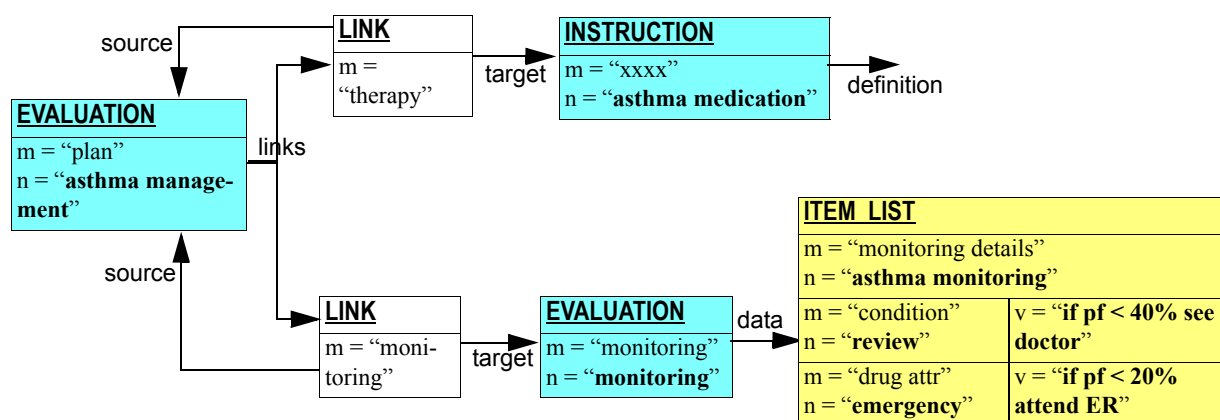 LINK
m =
“therapy”
source
target
INSTRUCTION
m = “xxxx”
n = “asthma medication”
definition
EVALUATION
m = “plan”
n = “asthma manage-
ment”
links
source
LINK
m = “moni-
toring”
target
EVALUATION
m = “monitoring”
n = “monitoring”
data
ITEM_LIST
m = “monitoring details”
n = “asthma monitoring”
m = “condition”
n = “review”
v = “if pf < 40% see
doctor”
m = “drug attr”
n = “emergency”
v = “if pf < 20%
attend ER”